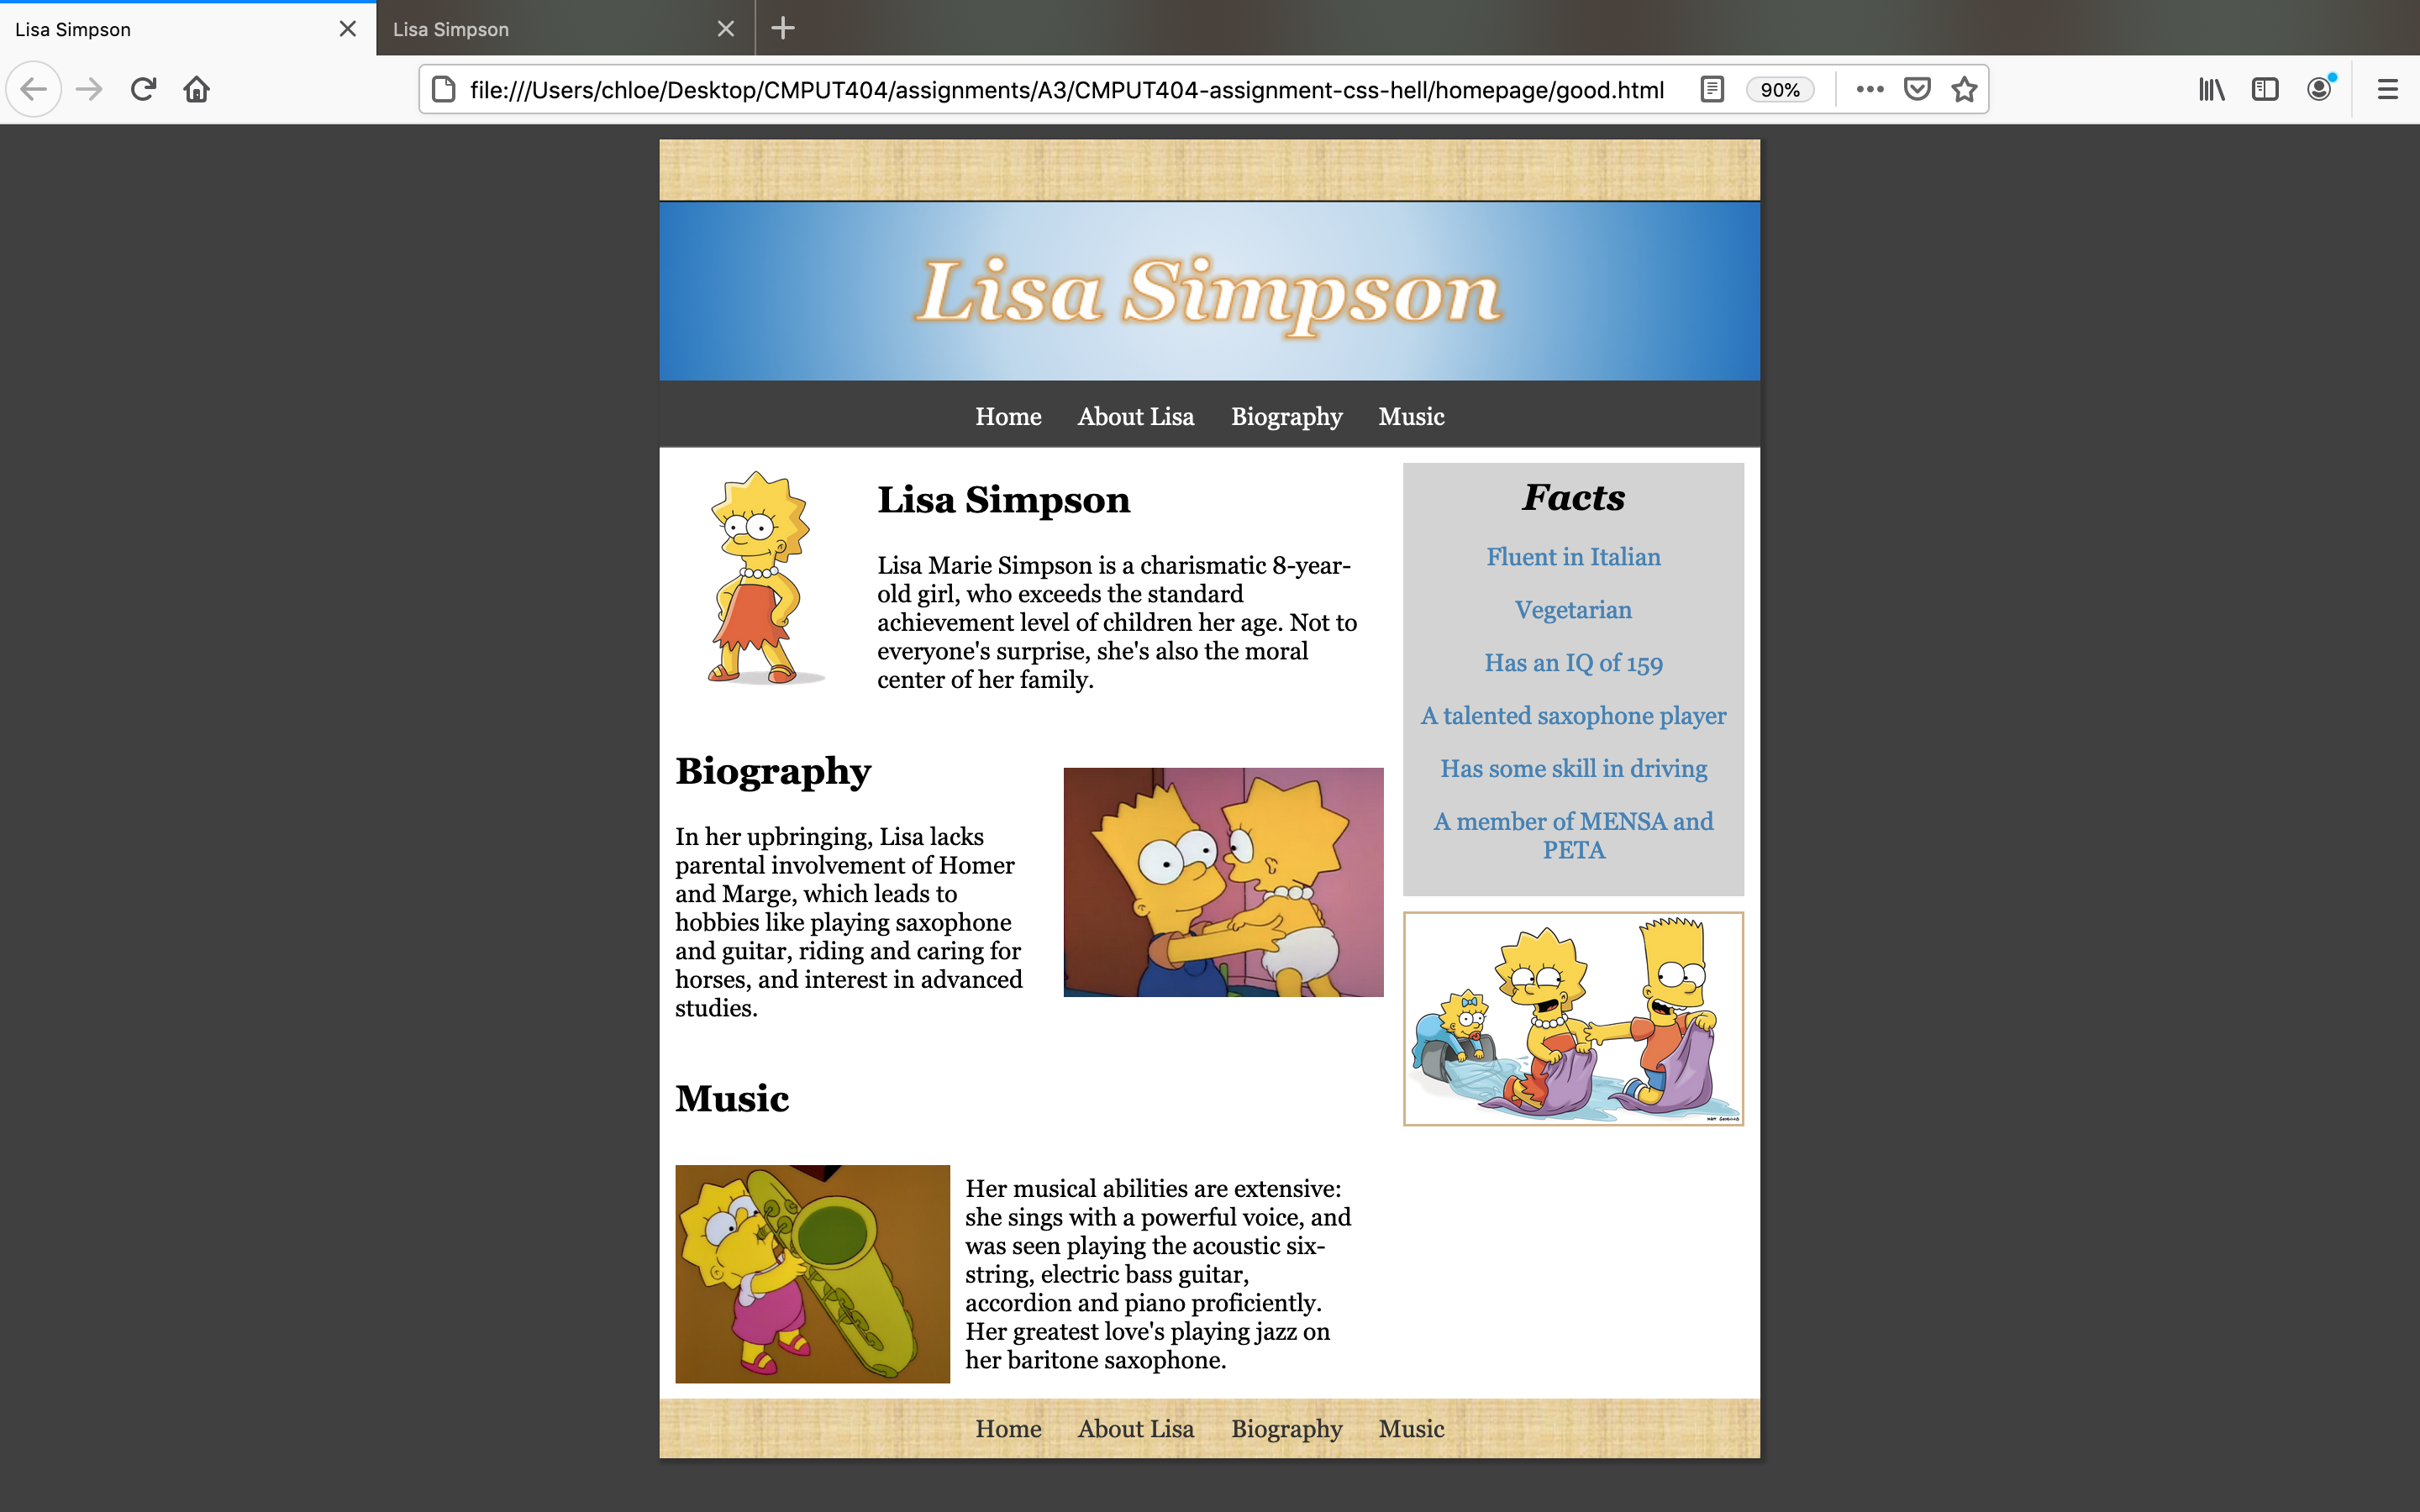 Lisa Simpson
Lisa Simpson
file:///Users/chloe/Desktop/CMPUT404/assignments/A3/CMPUT404-assignment-css-hell/homepage/good.html
90%
Lisa Simpson
Home About Lisa Biography Music
Lisa Simpson
Lisa Marie Simpson is a charismatic 8-year-
old girl, who exceeds the standard
achievement level of children her age. Not to
everyone's surprise, she's also the moral
center of her family.
Biography
In her upbringing, Lisa lacks
parental involvement of Homer
and Marge, which leads to
hobbies like playing saxophone
and guitar, riding and caring for
horses, and interest in advanced
studies.
Music
Her musical abilities are extensive:
she sings with a powerful voice, and
was seen playing the acoustic six-
string, electric bass guitar,
accordion and piano proficiently.
Her greatest love's playing jazz on
her baritone saxophone.
Facts
Fluent in Italian
Vegetarian
Has an IQ of 159
A talented saxophone player
Has some skill in driving
A member of MENSA and
PETA
Home About Lisa Biography Music